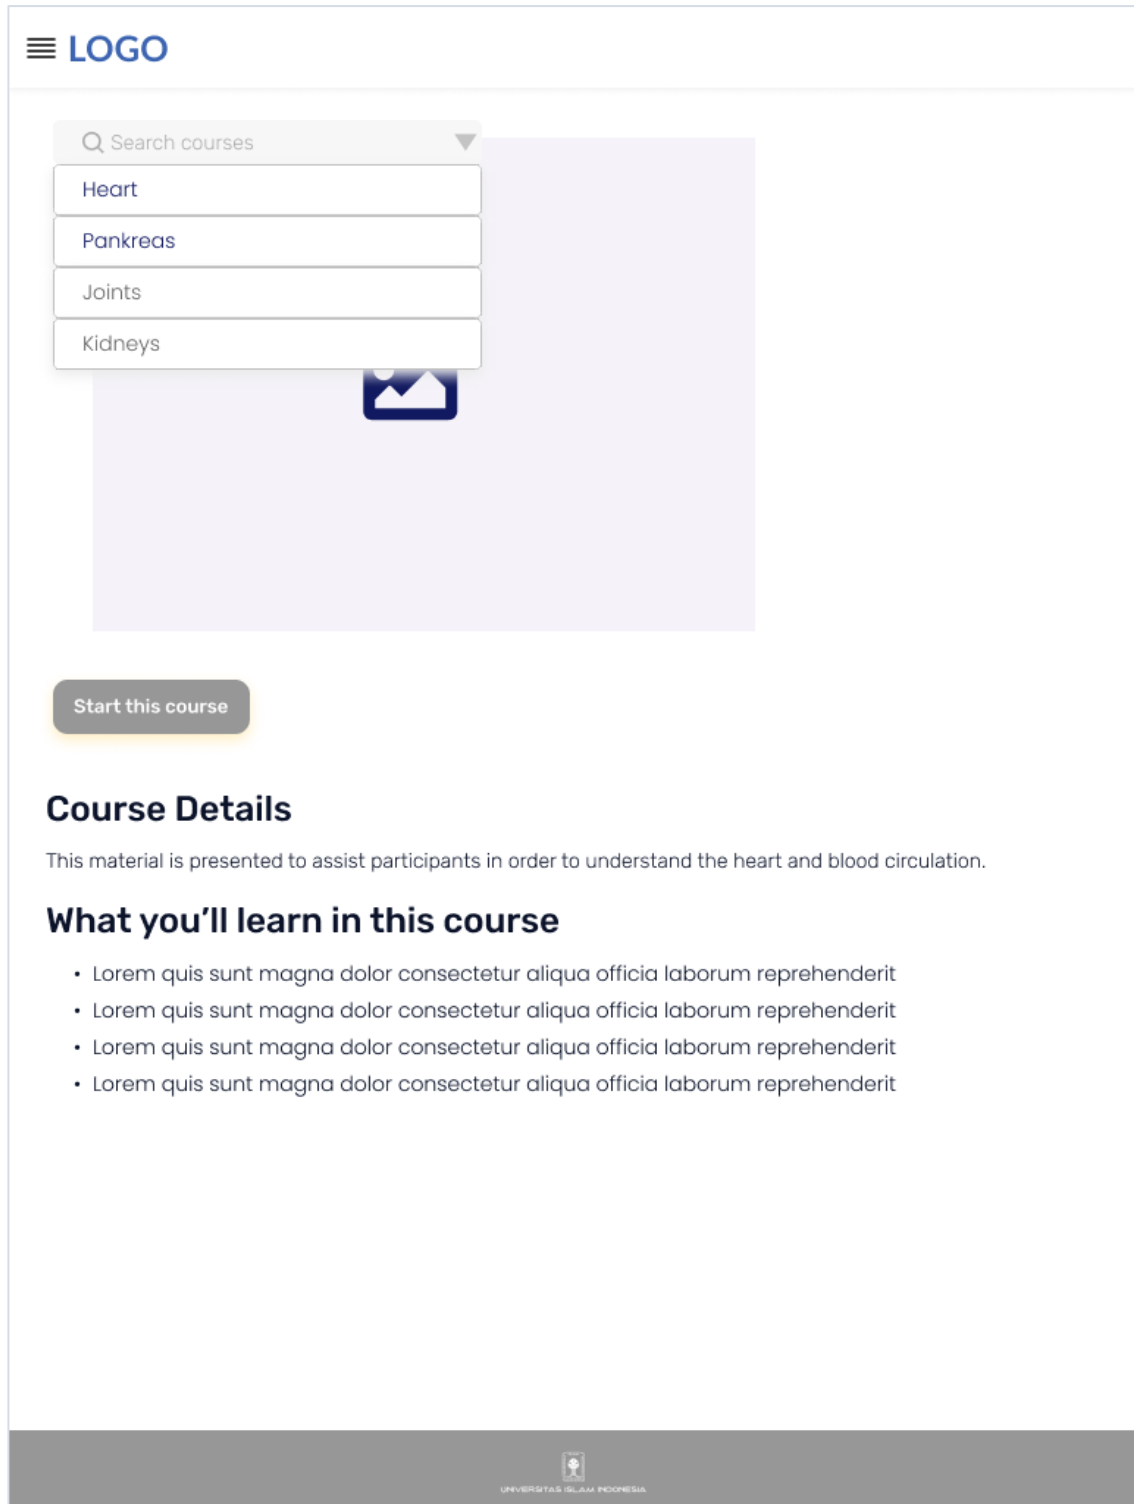 LOGO
Search courses
Heart
Pankreas
Joints
Kidneys
Start this course
Course Details
This material is presented to assist participants in order to understand the heart and blood circulation.
What you’ll learn in this course
• Lorem quis sunt magna dolor consectetur aliqua officia laborum reprehenderit
• Lorem quis sunt magna dolor consectetur aliqua officia laborum reprehenderit
• Lorem quis sunt magna dolor consectetur aliqua officia laborum reprehenderit
• Lorem quis sunt magna dolor consectetur aliqua officia laborum reprehenderit
UNIVERSITAS ISLAM INDONESIA